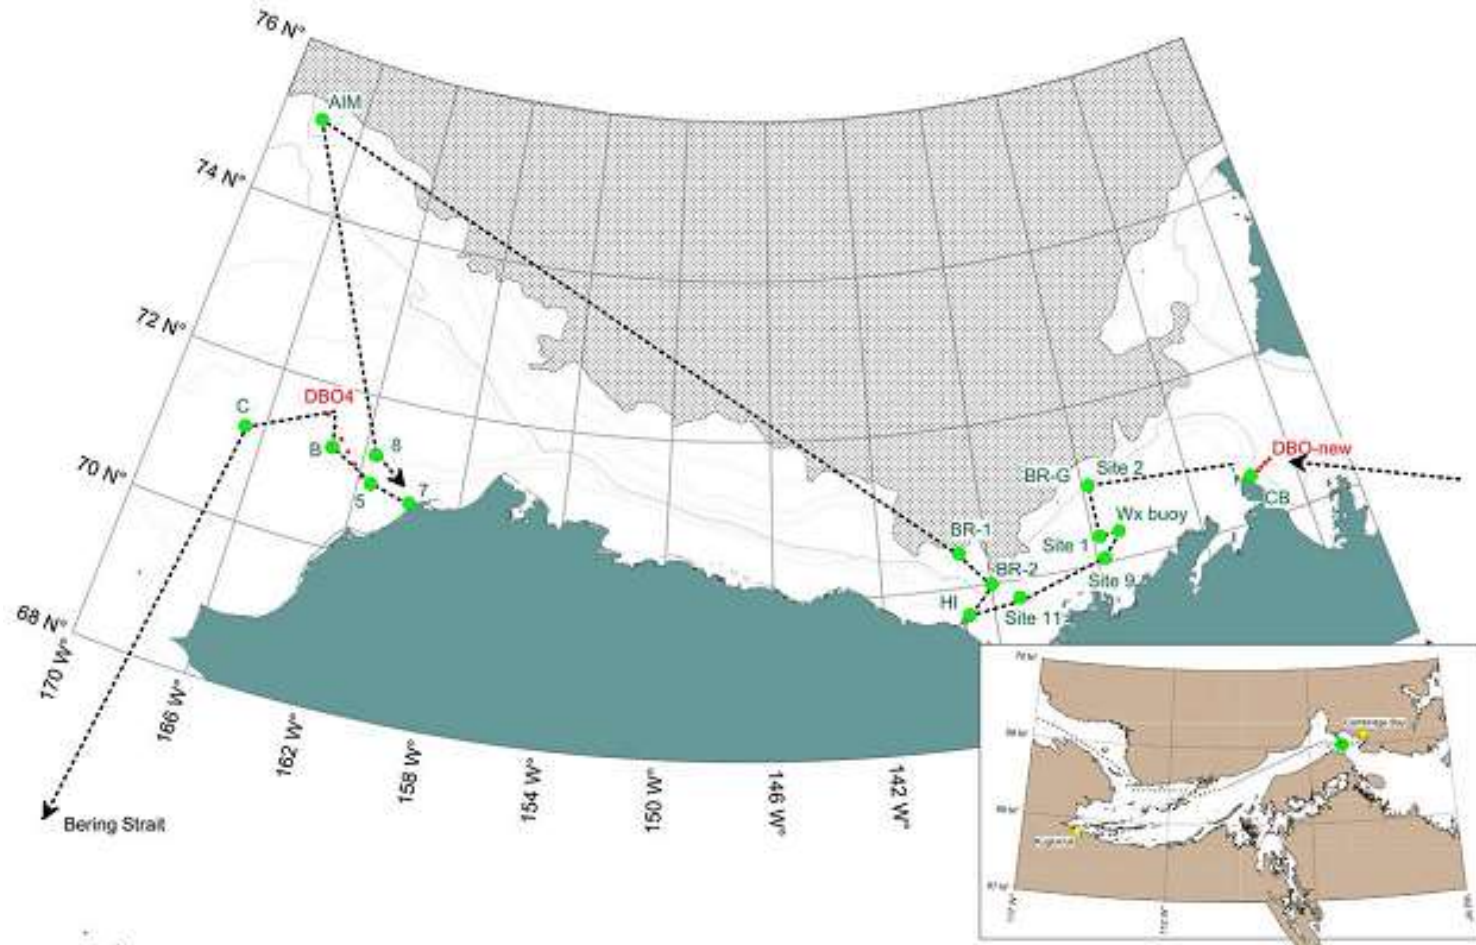 76 N°
AIM
74 N°
72 N°
DBO4
C
B
8
5
7
70 N°
DBO-new
BR-G
Site 2
CB
Wx buoy
BR-1
Site 1
BR-2
Site 9
HI
Site 11
68 N°
170 W°
166 W°
162 W°
158 W°
154 W°
150 W°
146 W°
142 W°
Bering Strait
Cambridge Bay